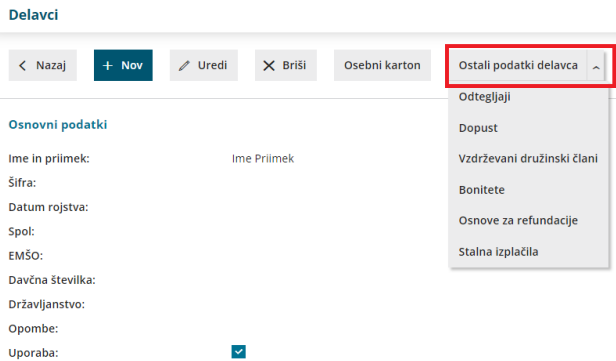 Delavci
Nazaj
Nov
Uredi
Briši
Osebni karton
Ostali podatki delavca
Odtegljaji
Dopust
Vzdrževani družinski člani
Bonitete
Osnove za refundacije
Stalna izplačila
Osnovni podatki
Ime in priimek: Ime Priimek
Šifra:
Datum rojstva:
Spol:
EMŠO:
Davčna številka:
Državljanstvo:
Opombe:
Uporaba: